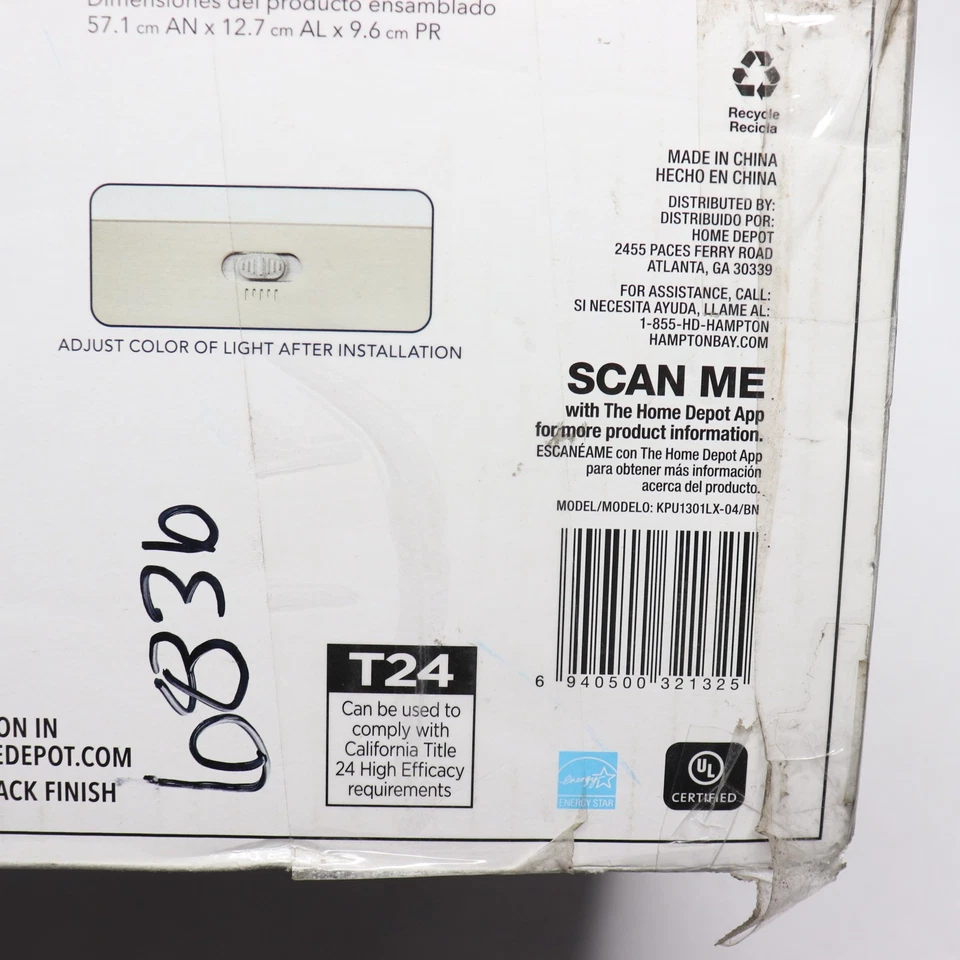 Dimensiones del producto ensamblado
57.1 cm AN x 12.7 cm AL x 9.6 cm PR
Recycle
Recicla
MADE IN CHINA
HECHO EN CHINA
DISTRIBUTED BY:
DISTRIBUIDO POR:
HOME DEPOT
2455 PACES FERRY ROAD
ATLANTA, GA 30339
FOR ASSISTANCE, CALL:
SI NECESITA AYUDA, LLAME AL:
1-855-HD-HAMPTON
HAMPTONBAY.COM
ADJUST COLOR OF LIGHT AFTER INSTALLATION
SCAN ME
with The Home Depot App
for more product information.
ESCANÉAME con The Home Depot App
para obtener más información
acerca del producto.
MODEL/MODELO: KPU1301LX-04/BN
6 940500 321325
T24
Can be used to
comply with
California Title
24 High Efficacy
requirements
ON IN
EDEPOT.COM
ACK FINISH
energy
ENERGY STAR
UL
CERTIFIED